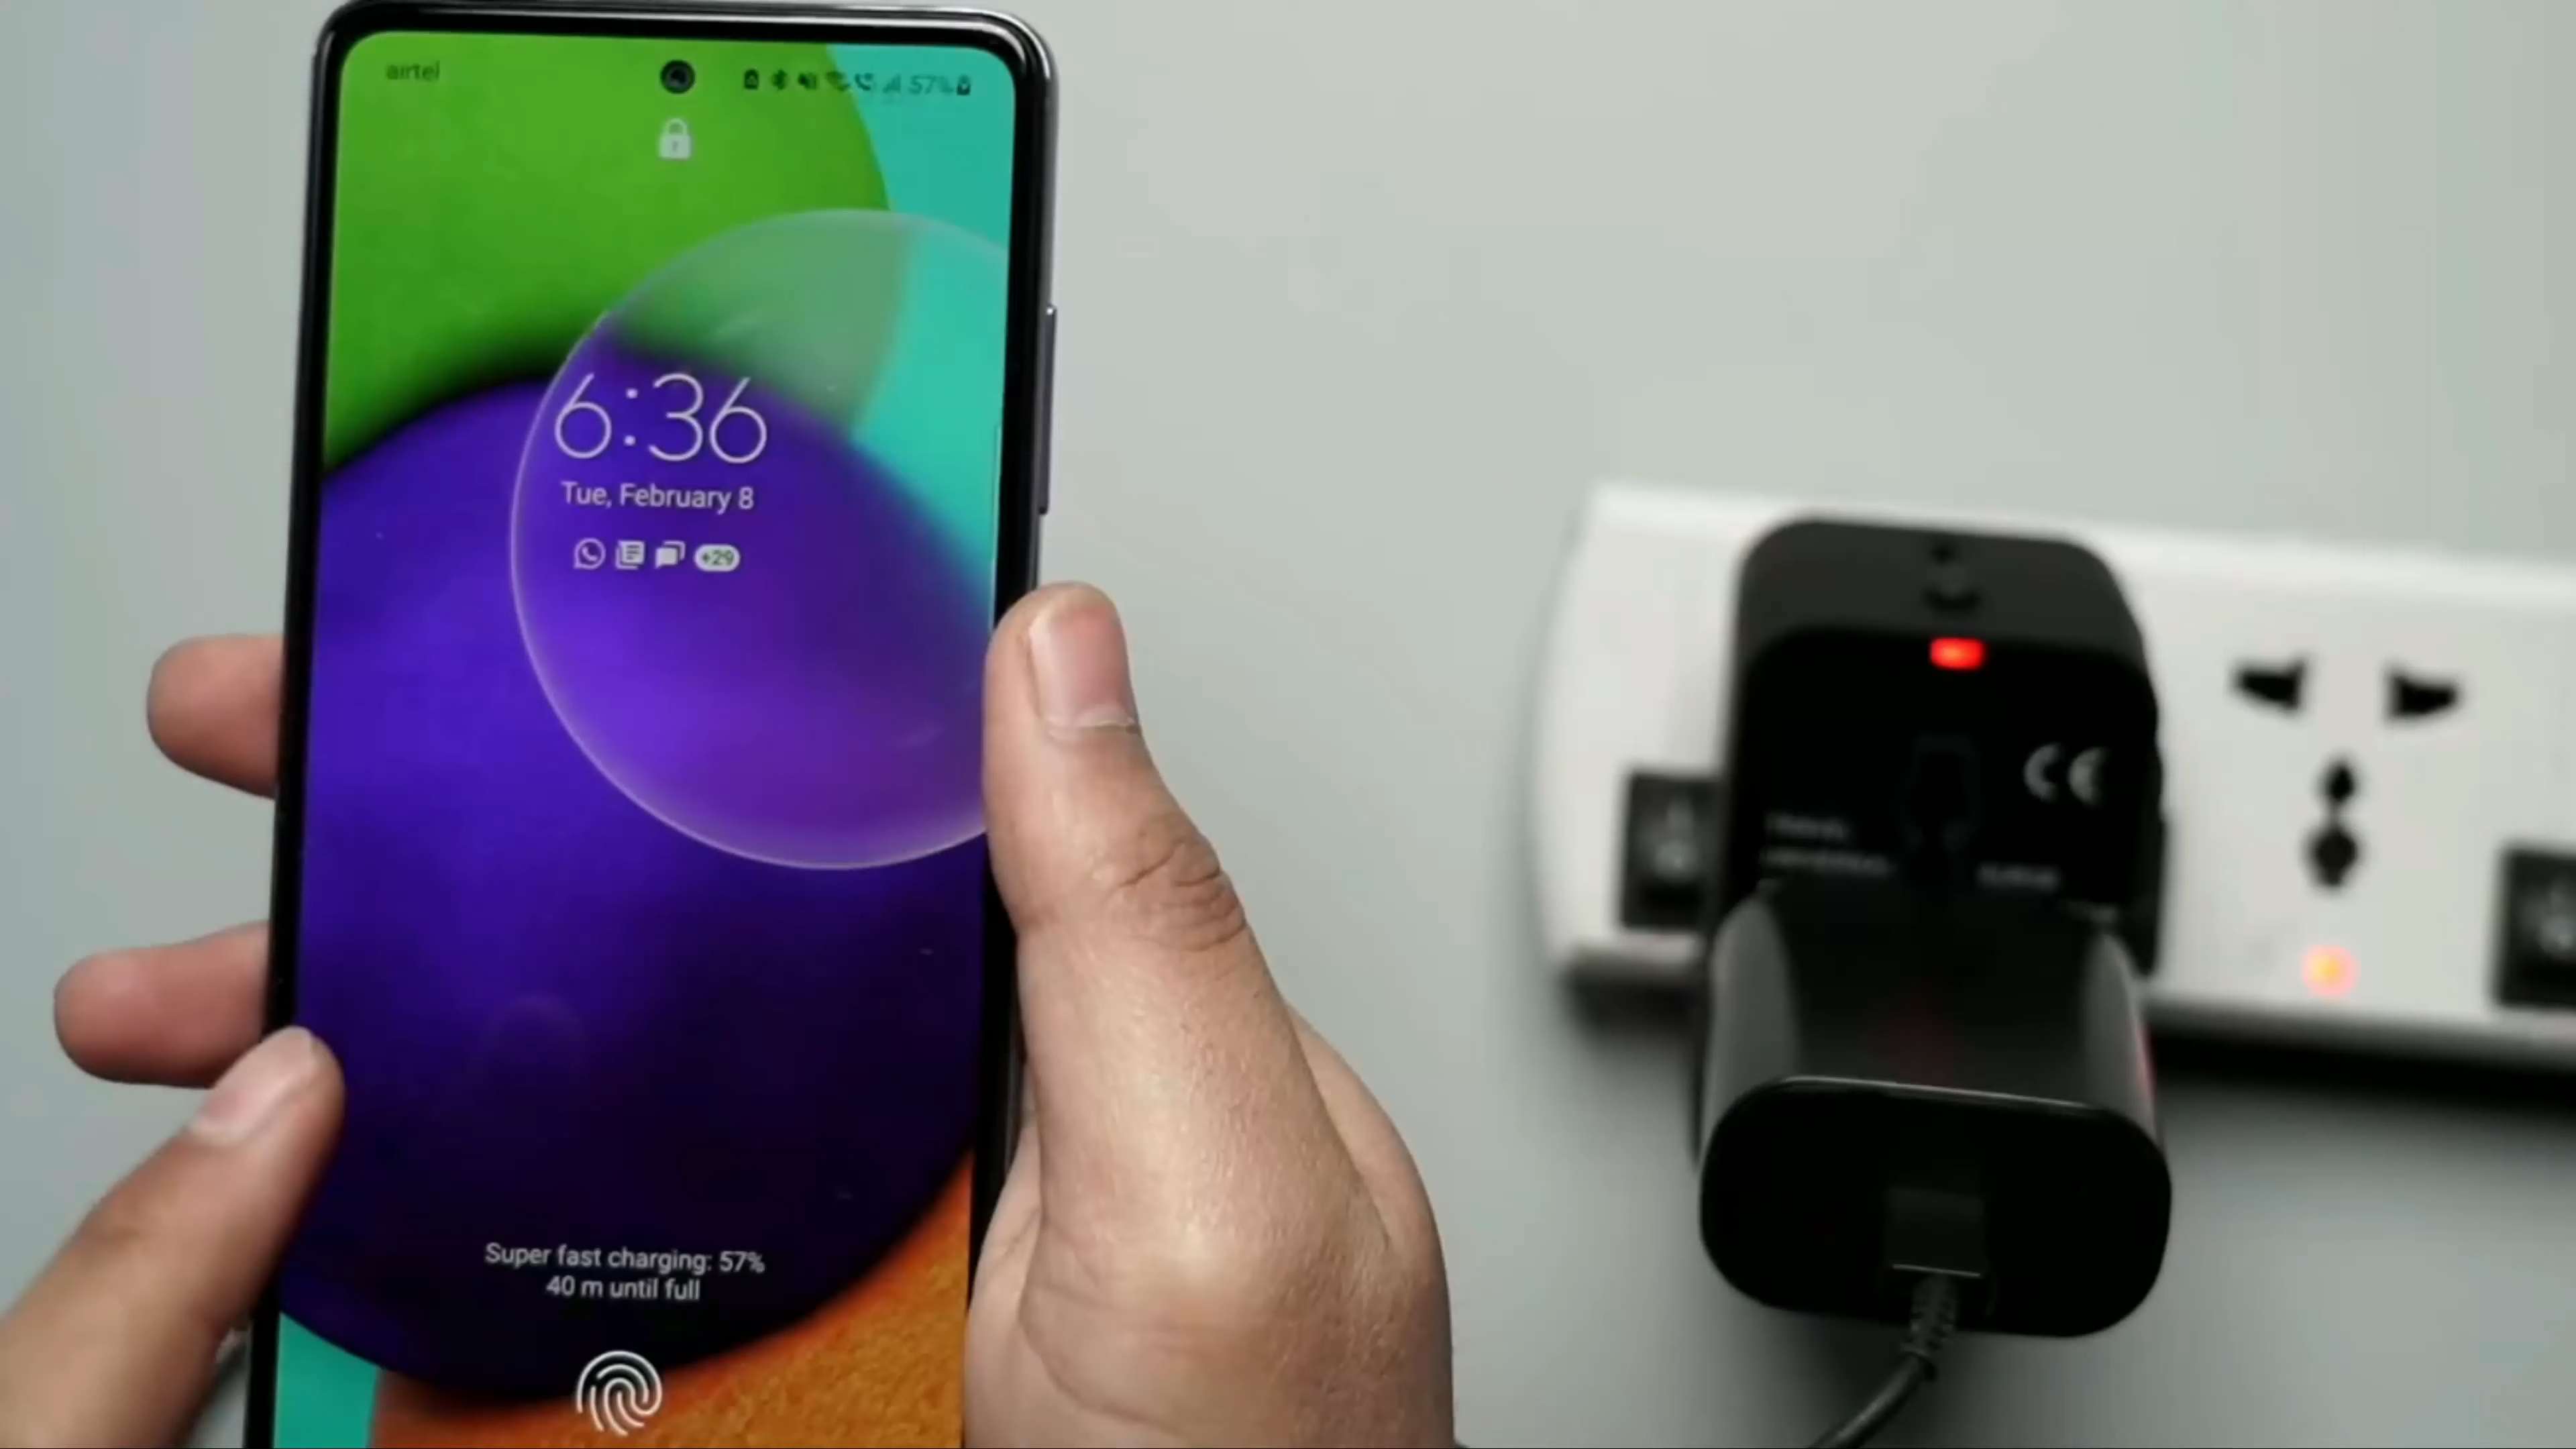 airtel
57%
6:36
Tue, February 8
+29
Super fast charging: 57%
40 m until full
CE